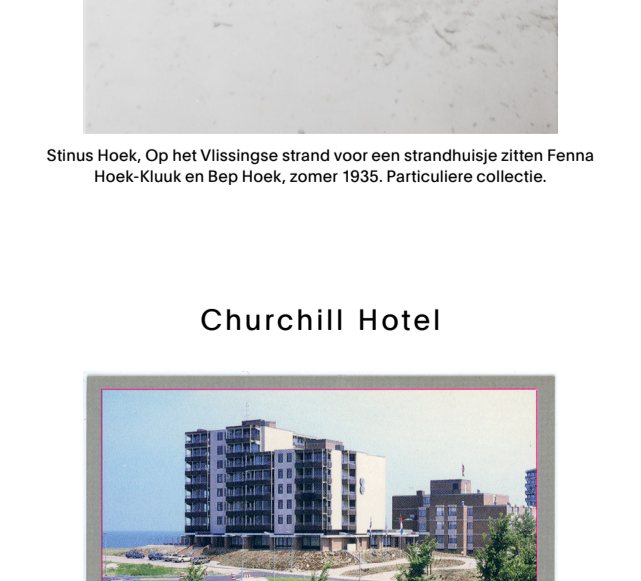 Stinus Hoek, Op het Vlissingse strand voor een strandhuisje zitten Fenna
Hoek-Kluuk en Bep Hoek, zomer 1935. Particuliere collectie.
Churchill Hotel